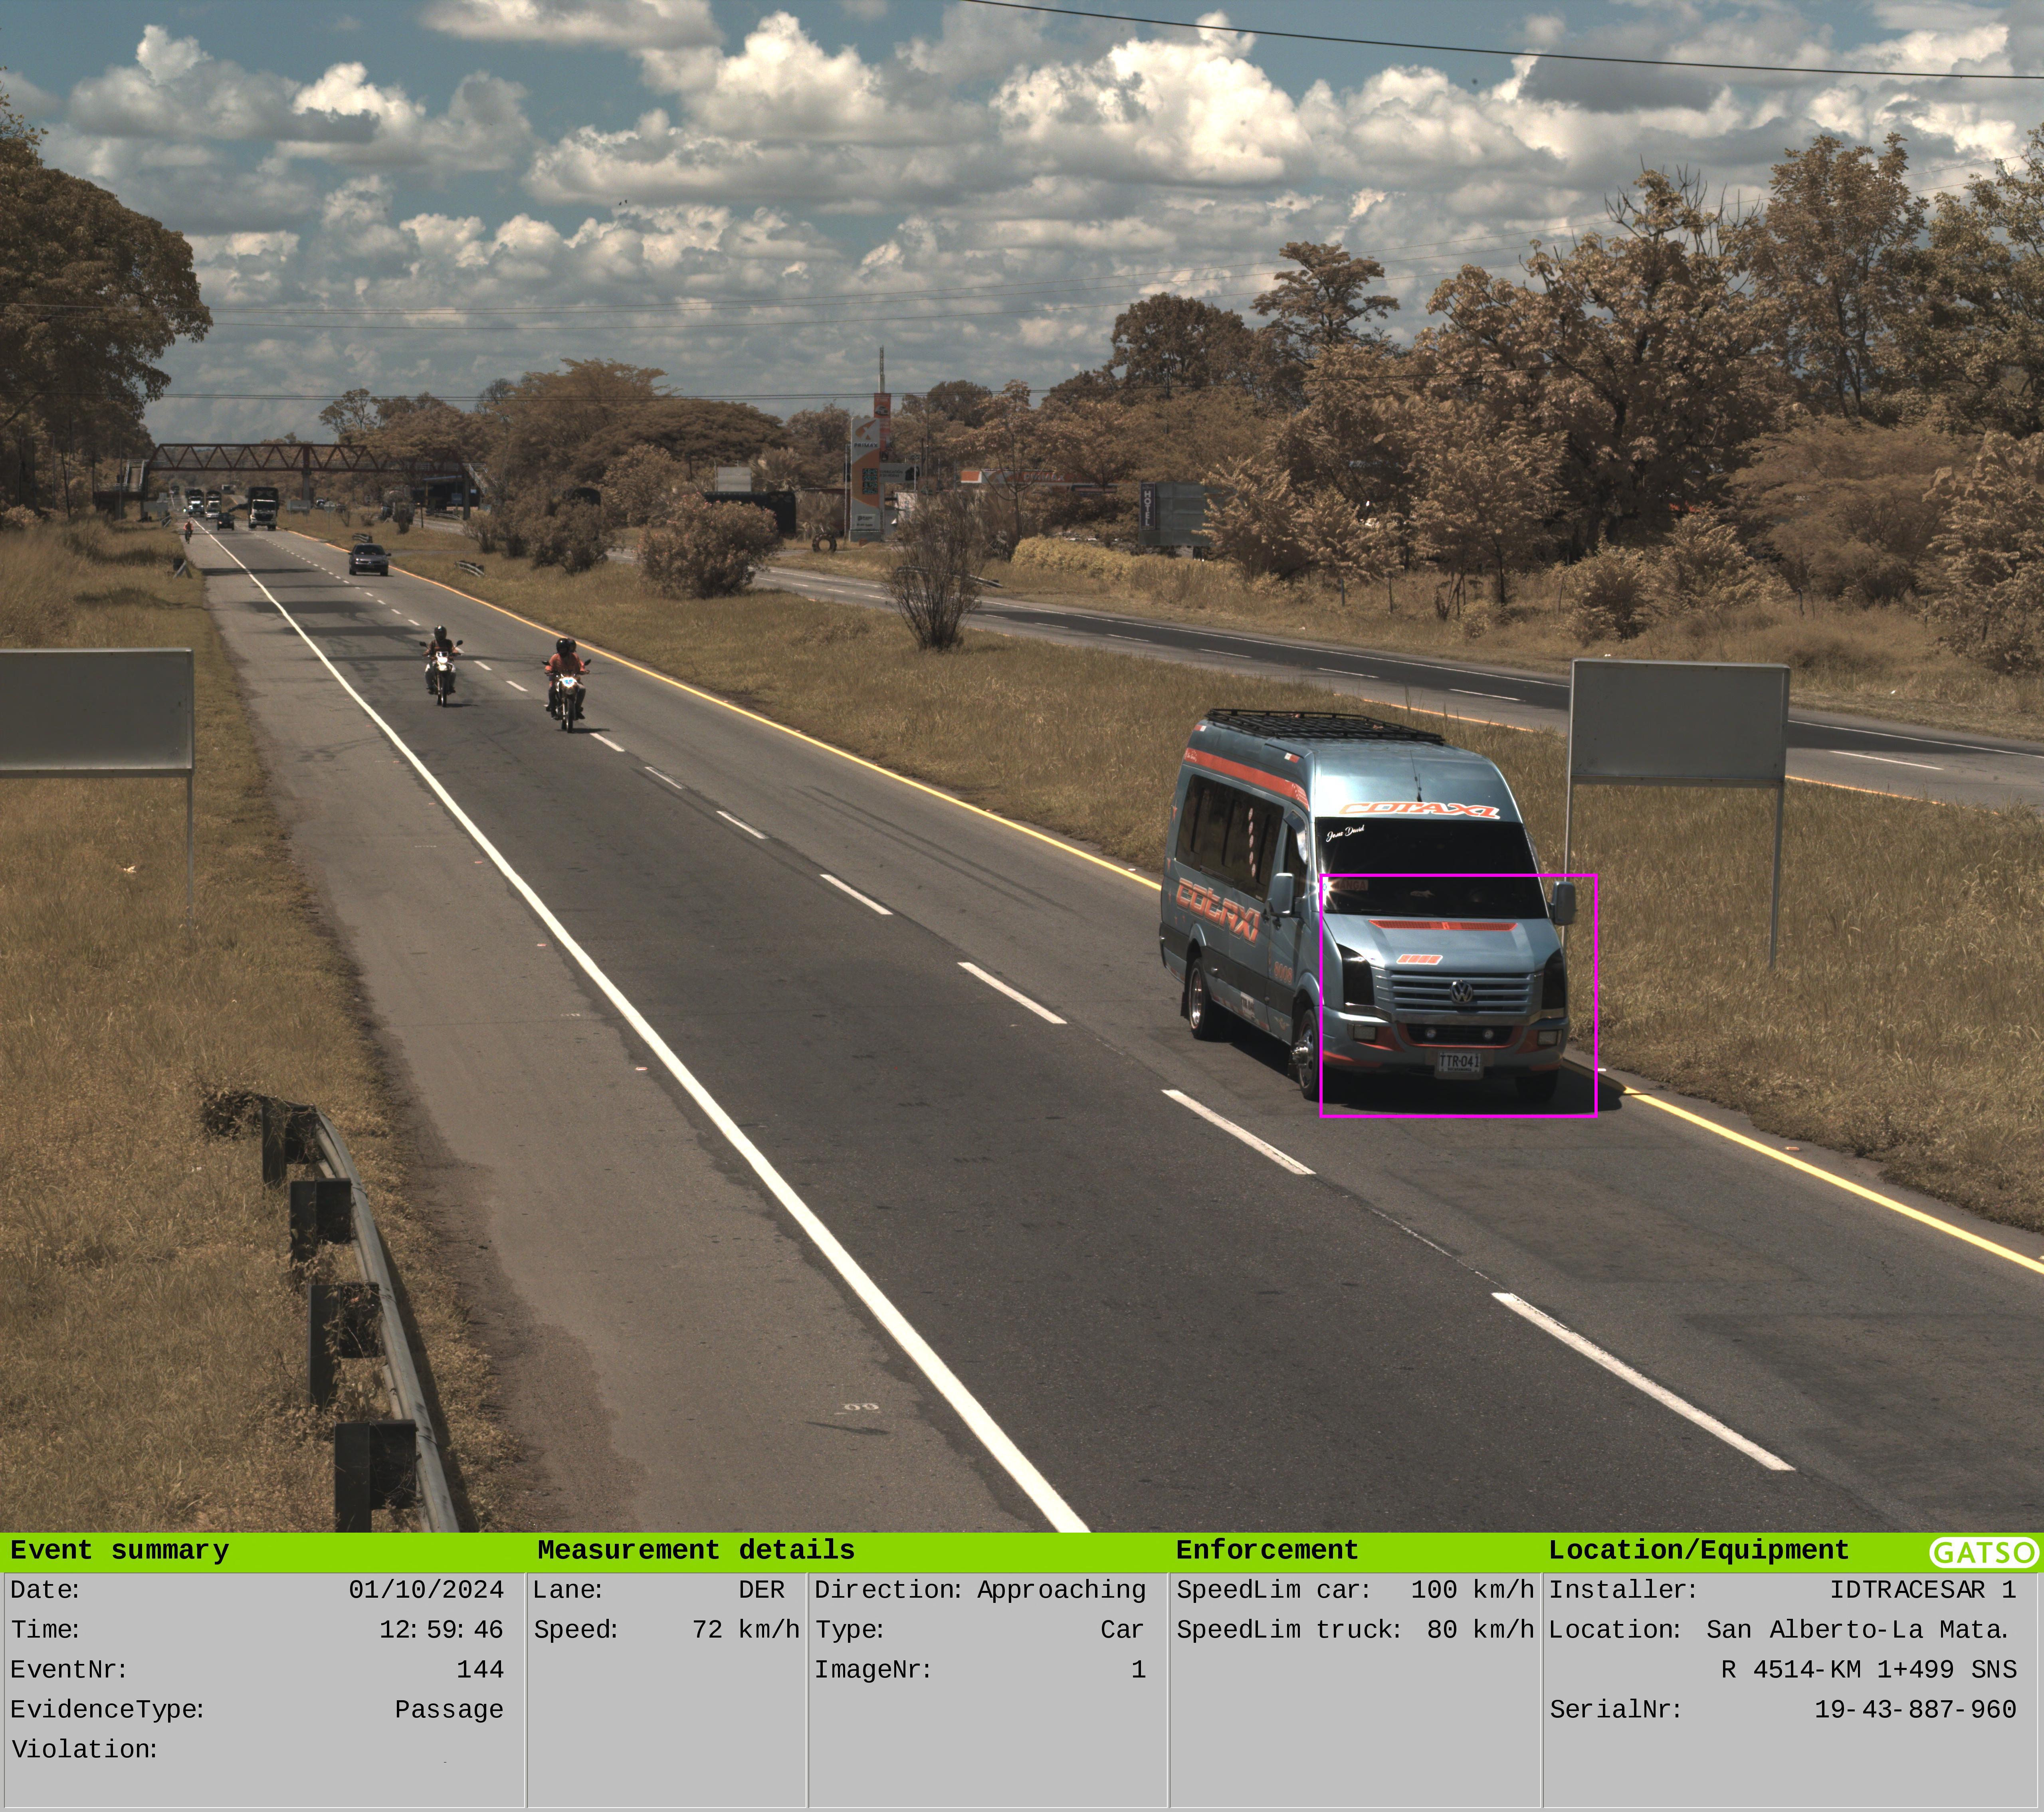 MOTEL
COTAXI
Jesus David
COTAXI
TTR·041
Event summary
Measurement details
Enforcement
Location/Equipment
GATSO
Date: 01/10/2024
Time: 12:59:46
EventNr: 144
EvidenceType: Passage
Violation:
Lane: DER
Speed: 72 km/h
Direction: Approaching
Type: Car
ImageNr: 1
SpeedLim car: 100 km/h
SpeedLim truck: 80 km/h
Installer: IDTRACESAR 1
Location: San Alberto-La Mata.
R 4514-KM 1+499 SNS
SerialNr: 19-43-887-960